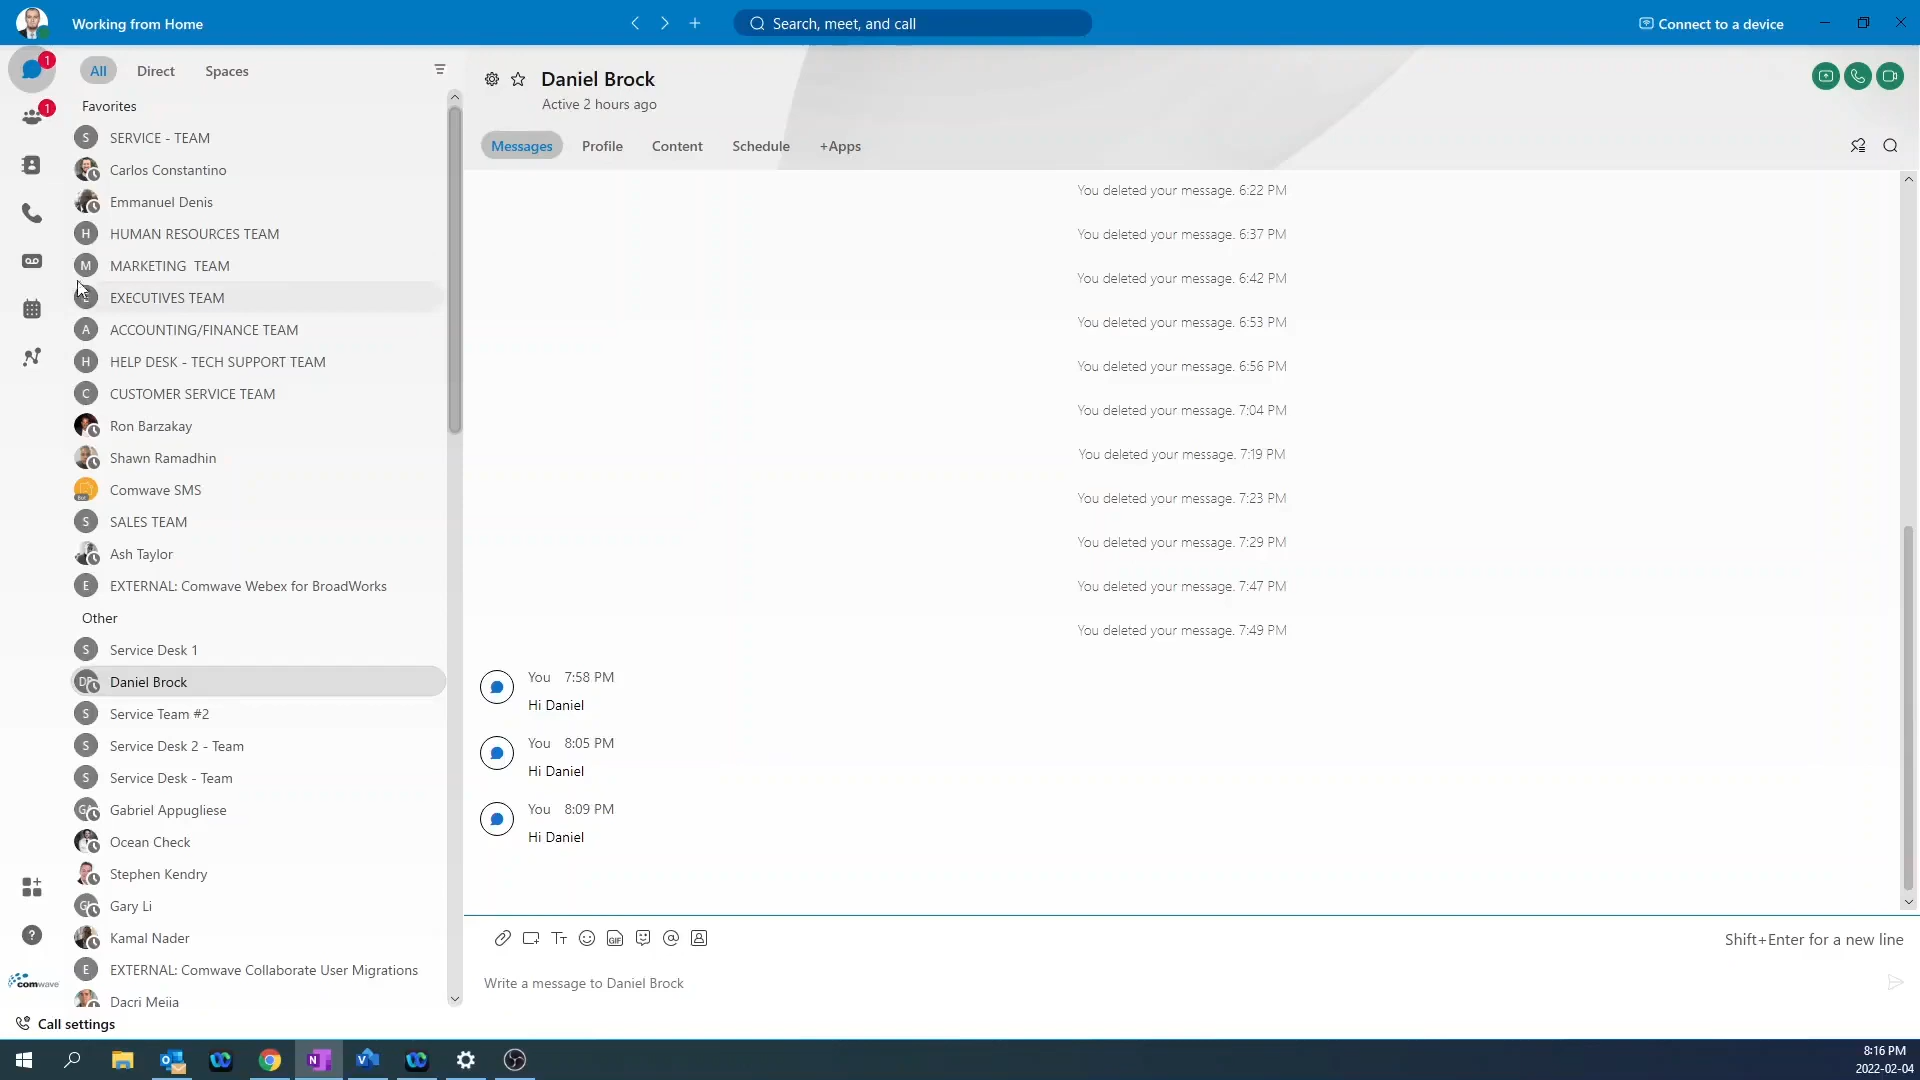 Working from Home
Search, meet, and call
Connect to a device
1
All
Direct
Spaces
1
Favorites
S SERVICE - TEAM
Carlos Constantino
Emmanuel Denis
H HUMAN RESOURCES TEAM
M MARKETING TEAM
EXECUTIVES TEAM
A ACCOUNTING/FINANCE TEAM
H HELP DESK - TECH SUPPORT TEAM
C CUSTOMER SERVICE TEAM
Ron Barzakay
Shawn Ramadhin
Comwave SMS
S SALES TEAM
Ash Taylor
E EXTERNAL: Comwave Webex for BroadWorks
Other
S Service Desk 1
Daniel Brock
S Service Team #2
S Service Desk 2 - Team
S Service Desk - Team
Gabriel Appugliese
Ocean Check
Stephen Kendry
Gary Li
Kamal Nader
E EXTERNAL: Comwave Collaborate User Migrations
Dacri Mejia
comwave
Call settings
Daniel Brock
Active 2 hours ago
Messages
Profile
Content
Schedule
+Apps
You deleted your message. 6:22 PM
You deleted your message. 6:37 PM
You deleted your message. 6:42 PM
You deleted your message. 6:53 PM
You deleted your message. 6:56 PM
You deleted your message. 7:04 PM
You deleted your message. 7:19 PM
You deleted your message. 7:23 PM
You deleted your message. 7:29 PM
You deleted your message. 7:47 PM
You deleted your message. 7:49 PM
You 7:58 PM
Hi Daniel
You 8:05 PM
Hi Daniel
You 8:09 PM
Hi Daniel
GIF
Shift+Enter for a new line
Write a message to Daniel Brock
8:16 PM
2022-02-04